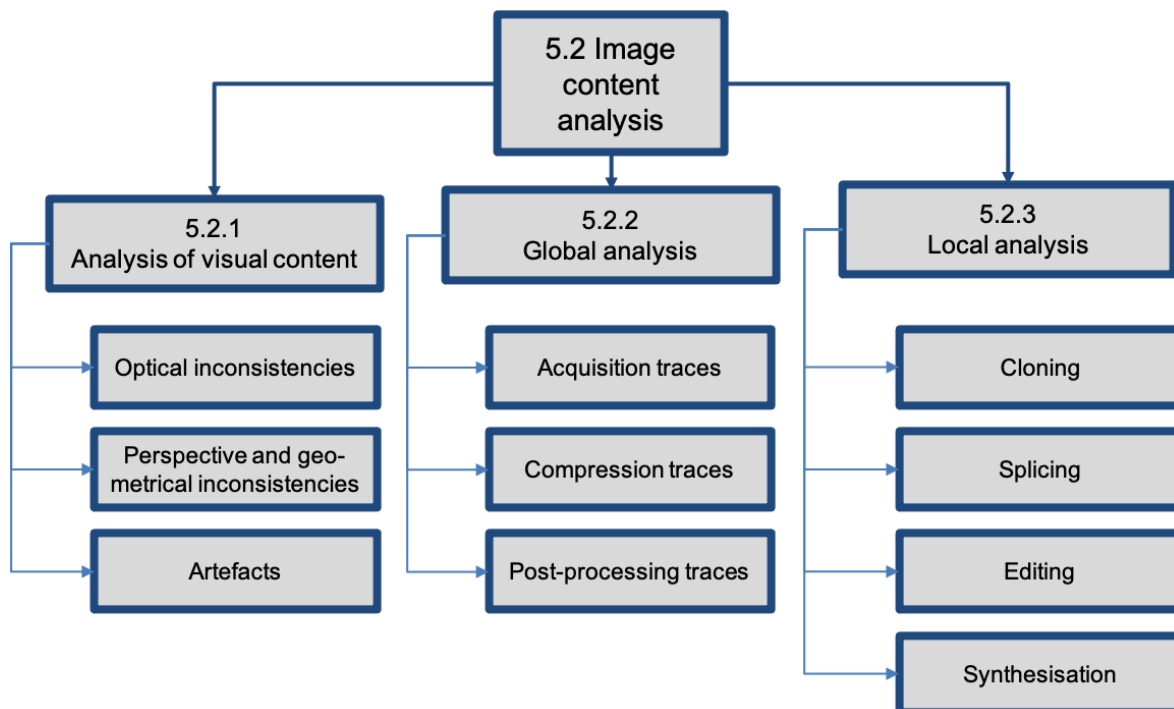 5.2 Image
content
analysis
5.2.1
Analysis of visual content
Optical inconsistencies
Perspective and geo-
metrical inconsistencies
Artefacts
5.2.2
Global analysis
Acquisition traces
Compression traces
Post-processing traces
5.2.3
Local analysis
Cloning
Splicing
Editing
Synthesisation